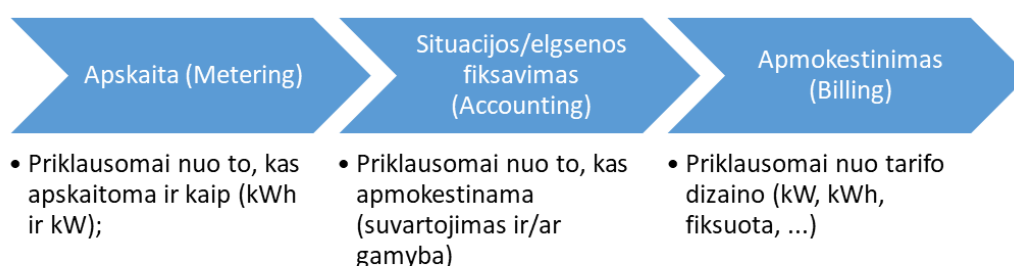 Apskaita (Metering)
Situacijos/elgsenos
fiksavimas
(Accounting)
Apmokestinimas
(Billing)
• Priklausomai nuo to, kas
apskaitoma ir kaip (kWh
ir kW);
• Priklausomai nuo to, kas
apmokestinama
(suvartojimas ir/ar
gamyba)
• Priklausomai nuo tarifo
dizaino (kW, kWh,
fiksuota, ...)